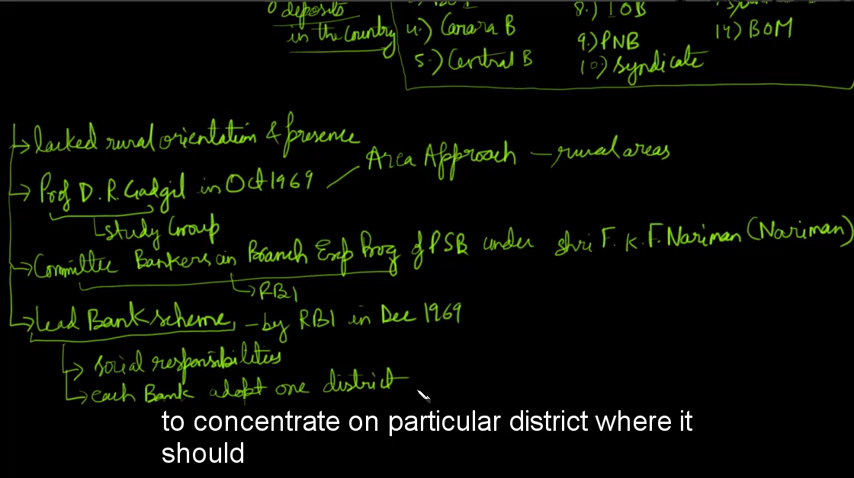 deposits
in the country
4.) Canara B
5.) Central B
8.) IOB
9.) PNB
10.) Syndicate
14) BOM
lacked rural orientation & presence
Prof D. R. Gadgil in Oct 1969
Area Approach - rural areas
study Group
Committee Bankers on Branch Exp Prog of PSB under Shri F. K. F. Nariman (Nariman)
RBI
Lead Bank scheme, - by RBI in Dec 1969
social responsibilities
each Bank adopt one district
to concentrate on particular district where it
should